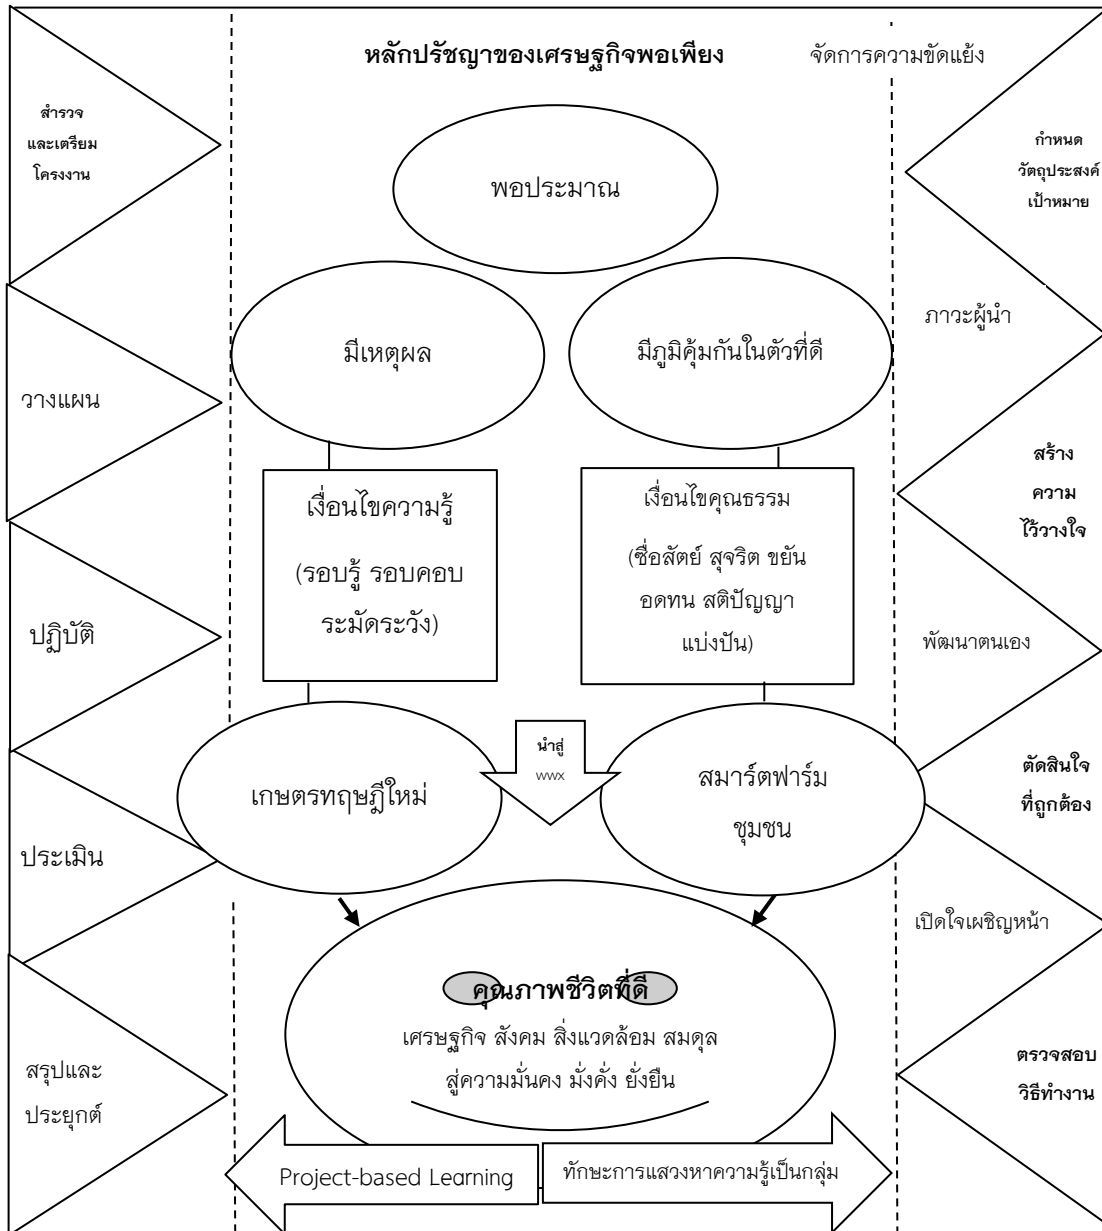 หลักปรัชญาของเศรษฐกิจพอเพียง
จัดการความขัดแย้ง
สำรวจ
และเตรียม
โครงงาน
กำหนด
วัตถุประสงค์
เป้าหมาย
พอประมาณ
ภาวะผู้นำ
มีเหตุผล
มีภูมิคุ้มกันในตัวที่ดี
วางแผน
สร้าง
ความ
ไว้วางใจ
เงื่อนไขความรู้
(รอบรู้ รอบคอบ
ระมัดระวัง)
เงื่อนไขคุณธรรม
(ซื่อสัตย์ สุจริต ขยัน
อดทน สติปัญญา
แบ่งปัน)
ปฏิบัติ
พัฒนาตนเอง
นำสู่
wwx
ตัดสินใจ
ที่ถูกต้อง
เกษตรทฤษฎีใหม่
สมาร์ตฟาร์ม
ชุมชน
ประเมิน
เปิดใจเผชิญหน้า
คุณภาพชีวิตที่ดี
เศรษฐกิจ สังคม สิ่งแวดล้อม สมดุล
สู่ความมั่นคง มั่งคั่ง ยั่งยืน
สรุปและ
ประยุกต์
ตรวจสอบ
วิธีทำงาน
Project-based Learning
ทักษะการแสวงหาความรู้เป็นกลุ่ม